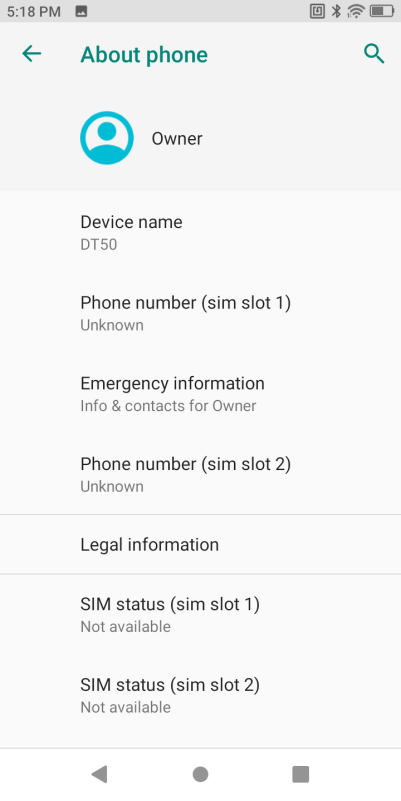 5:18 PM
About phone
Owner
Device name
DT50
Phone number (sim slot 1)
Unknown
Emergency information
Info & contacts for Owner
Phone number (sim slot 2)
Unknown
Legal information
SIM status (sim slot 1)
Not available
SIM status (sim slot 2)
Not available